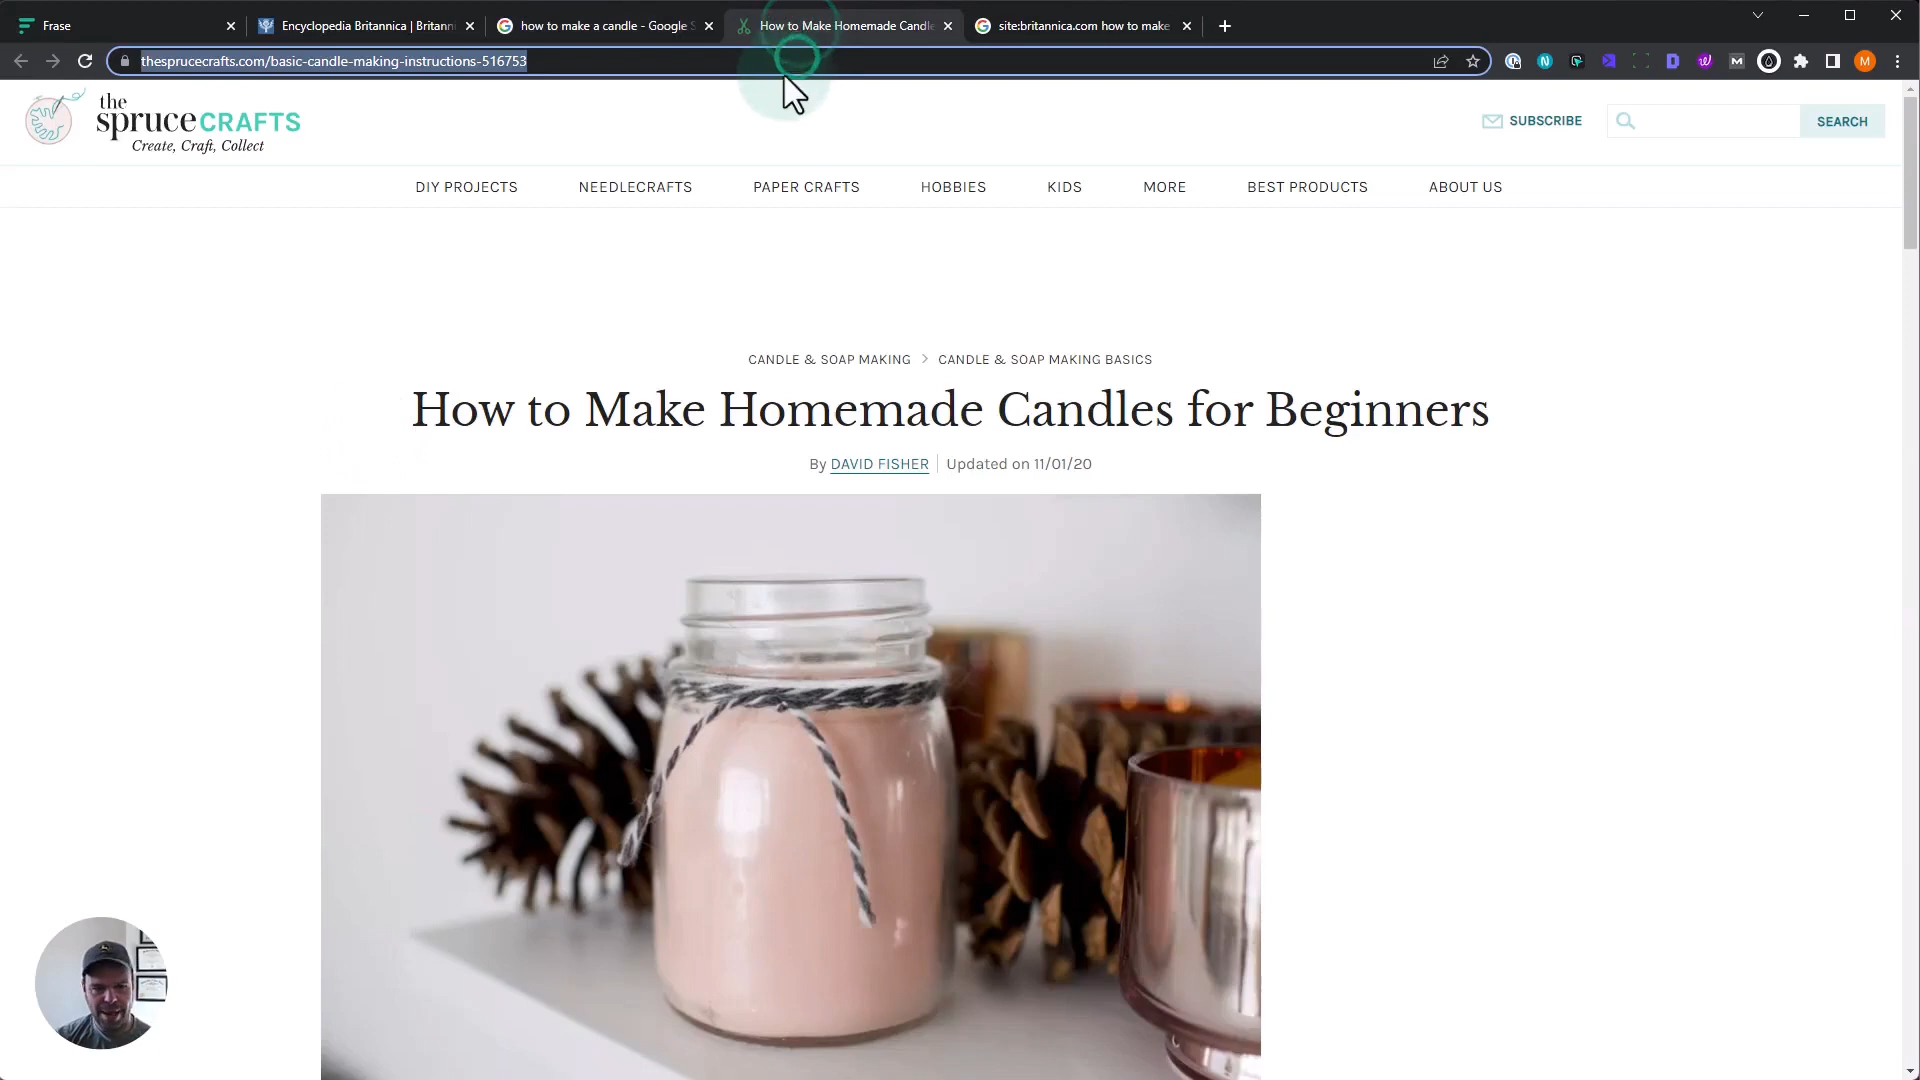 Frase
Encyclopedia Britannica | Britann
how to make a candle - Google S
How to Make Homemade Candle
site:britannica.com how to make
thesprucecrafts.com/basic-candle-making-instructions-516753
the
spruceCRAFTS
Create, Craft, Collect
SUBSCRIBE
SEARCH
DIY PROJECTS
NEEDLECRAFTS
PAPER CRAFTS
HOBBIES
KIDS
MORE
BEST PRODUCTS
ABOUT US
CANDLE & SOAP MAKING > CANDLE & SOAP MAKING BASICS
How to Make Homemade Candles for Beginners
By DAVID FISHER | Updated on 11/01/20